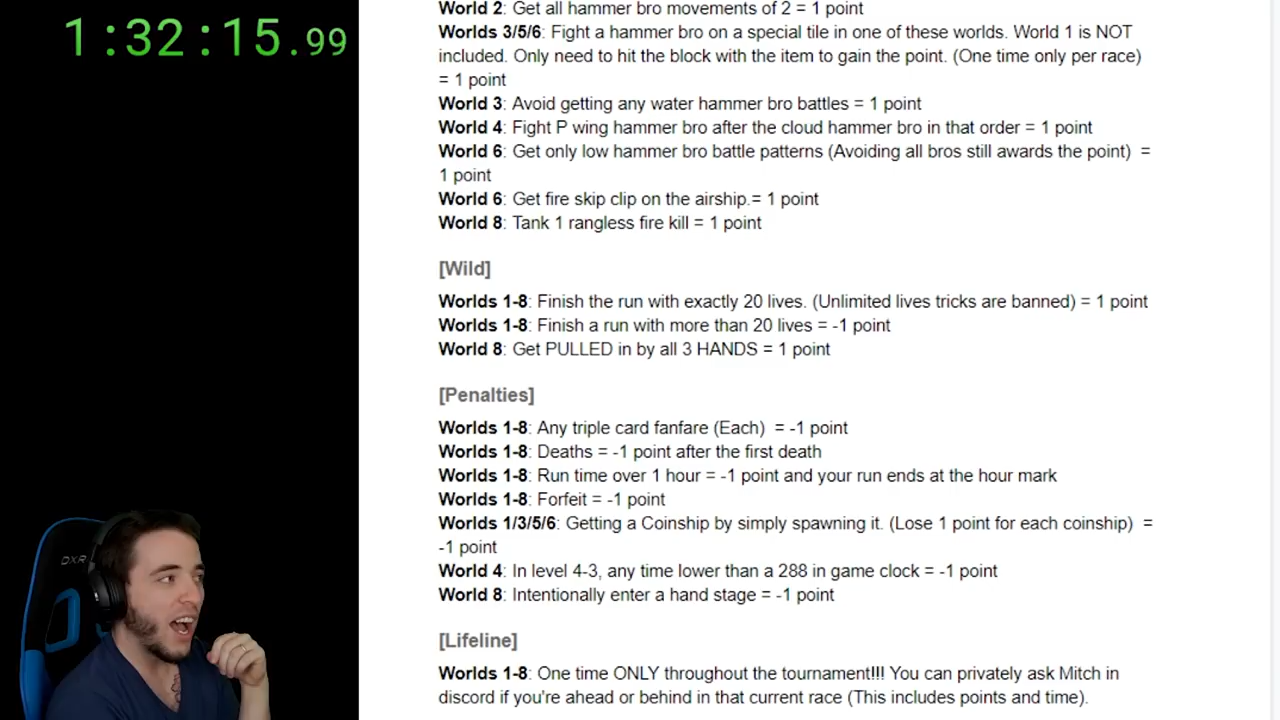 1:32:15.99
World 2: Get all hammer bro movements of 2 = 1 point
Worlds 3/5/6: Fight a hammer bro on a special tile in one of these worlds. World 1 is NOT
included. Only need to hit the block with the item to gain the point. (One time only per race)
= 1 point
World 3: Avoid getting any water hammer bro battles = 1 point
World 4: Fight P wing hammer bro after the cloud hammer bro in that order = 1 point
World 6: Get only low hammer bro battle patterns (Avoiding all bros still awards the point)  =
1 point
World 6: Get fire skip clip on the airship.= 1 point
World 8: Tank 1 rangless fire kill = 1 point
[Wild]
Worlds 1-8: Finish the run with exactly 20 lives. (Unlimited lives tricks are banned) = 1 point
Worlds 1-8: Finish a run with more than 20 lives = -1 point
World 8: Get PULLED in by all 3 HANDS = 1 point
[Penalties]
Worlds 1-8: Any triple card fanfare (Each)  = -1 point
Worlds 1-8: Deaths = -1 point after the first death
Worlds 1-8: Run time over 1 hour = -1 point and your run ends at the hour mark
Worlds 1-8: Forfeit = -1 point
Worlds 1/3/5/6: Getting a Coinship by simply spawning it. (Lose 1 point for each coinship)  =
-1 point
World 4: In level 4-3, any time lower than a 288 in game clock = -1 point
World 8: Intentionally enter a hand stage = -1 point
[Lifeline]
Worlds 1-8: One time ONLY throughout the tournament!!! You can privately ask Mitch in
discord if you're ahead or behind in that current race (This includes points and time).
DXR